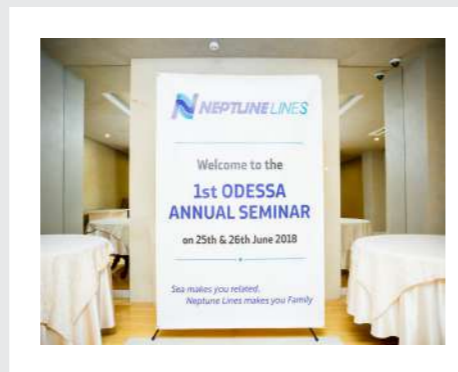 NEPTUNE LINES
Welcome to the
1st ODESSA
ANNUAL SEMINAR
on 25th & 26th June 2018
Sea makes you related,
Neptune Lines makes you Family